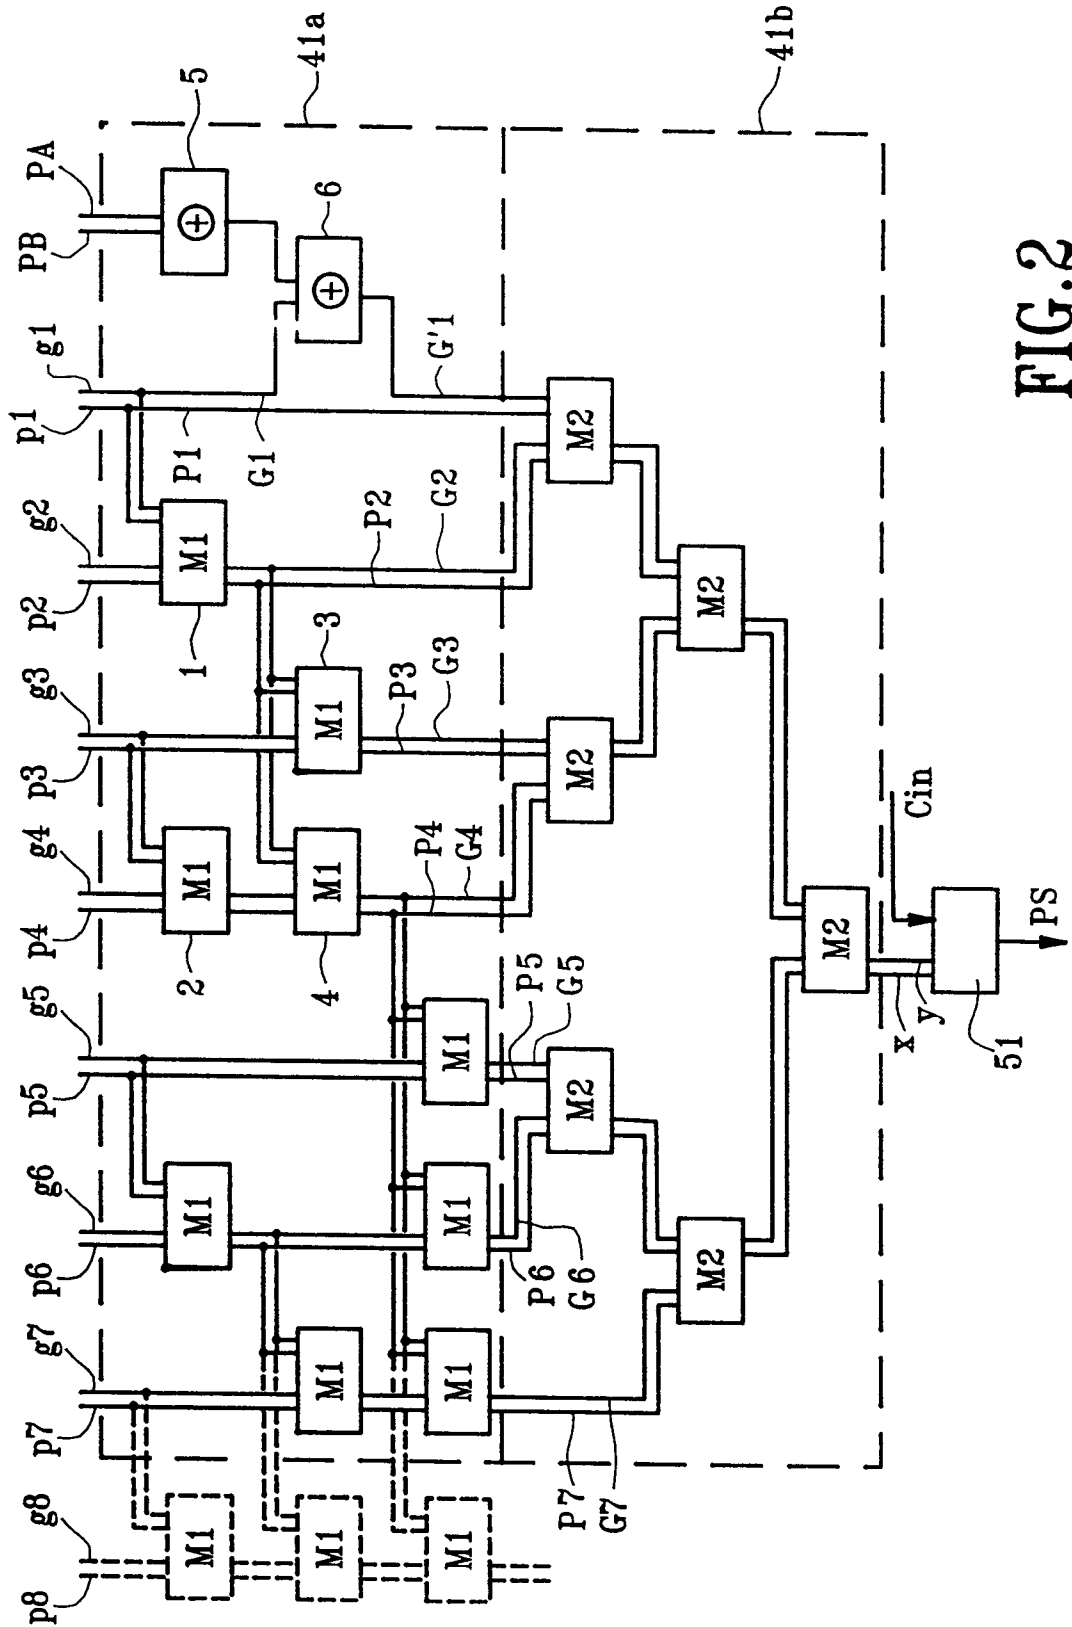 p8 g8 p7 g7 p6 g6 p5 g5 p4 g4 p3 g3 p2 g2 p1 g1 PB PA
5
41a
M1 M1 M1 M1
1
2
6
P1
G1
M1 M1 M1 M1
3
4
P2
G2
P3
G3
P4
G4
G'1
M1 M1 M1 M1
P5
G5
P6
G6
P7
G7
41b
M2 M2 M2
M2 M2
M2
x
y
Cin
51
PS
FIG.2